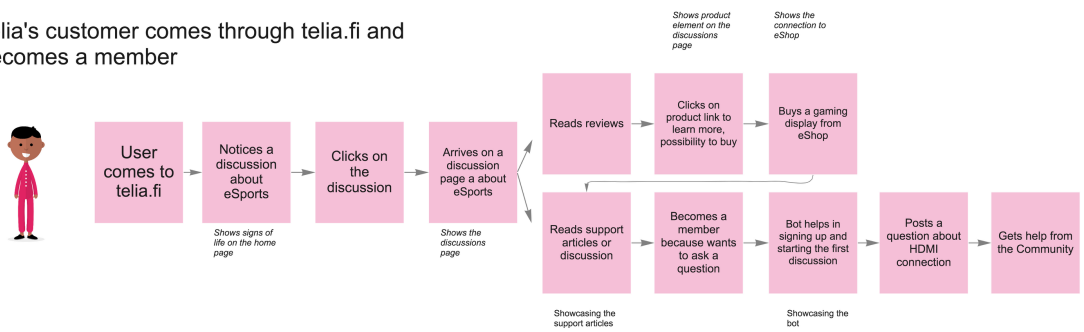 elia's customer comes through telia.fi and
ecomes a member
Shows product
element on the
discussions
page
Shows the
connection to
eShop
User
comes to
telia.fi
Notices a
discussion
about
eSports
Shows signs of
life on the home
page
Clicks on
the
discussion
Arrives on a
discussion
page a about
eSports
Shows the
discussions
page
Reads reviews
Clicks on
product link to
learn more,
possibility to buy
Buys a gaming
display from
eShop
Reads support
articles or
discussion
Showcasing the
support articles
Becomes a
member
because wants
to ask a
question
Bot helps in
signing up and
starting the first
discussion
Showcasing the
bot
Posts a
question about
HDMI
connection
Gets help from
the Community